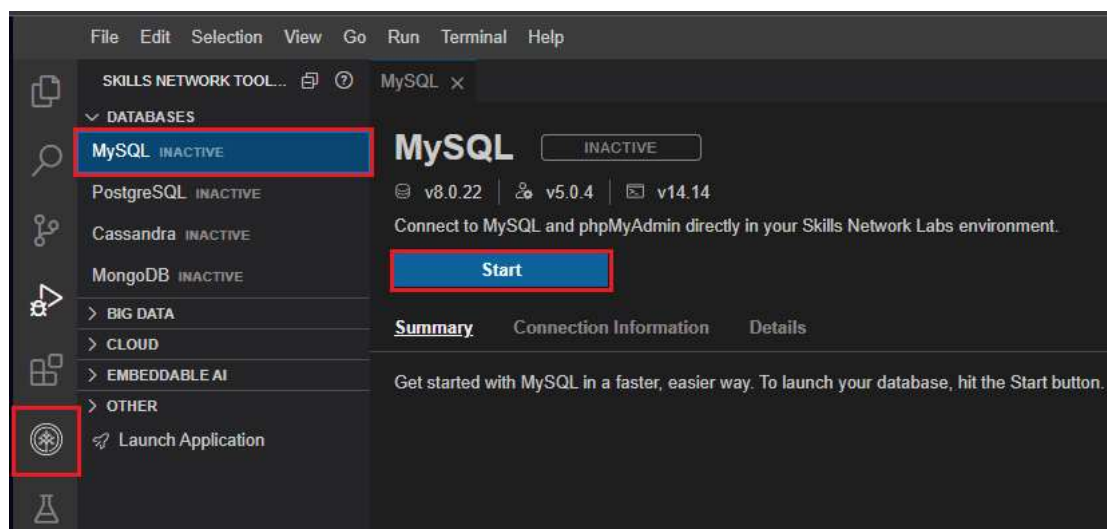 File Edit Selection View Go Run Terminal Help
SKILLS NETWORK TOOL...
MySQL
DATABASES
MySQL INACTIVE
PostgreSQL INACTIVE
Cassandra INACTIVE
MongoDB INACTIVE
BIG DATA
CLOUD
EMBEDDABLE AI
OTHER
Launch Application
MySQL INACTIVE
v8.0.22 v5.0.4 v14.14
Connect to MySQL and phpMyAdmin directly in your Skills Network Labs environment.
Start
Summary Connection Information Details
Get started with MySQL in a faster, easier way. To launch your database, hit the Start button.